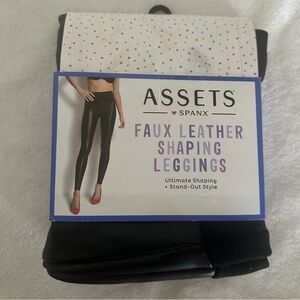 ASSETS
♥ SPANX
FAUX LEATHER
SHAPING
LEGGINGS
Ultimate Shaping
+ Stand-Out Style